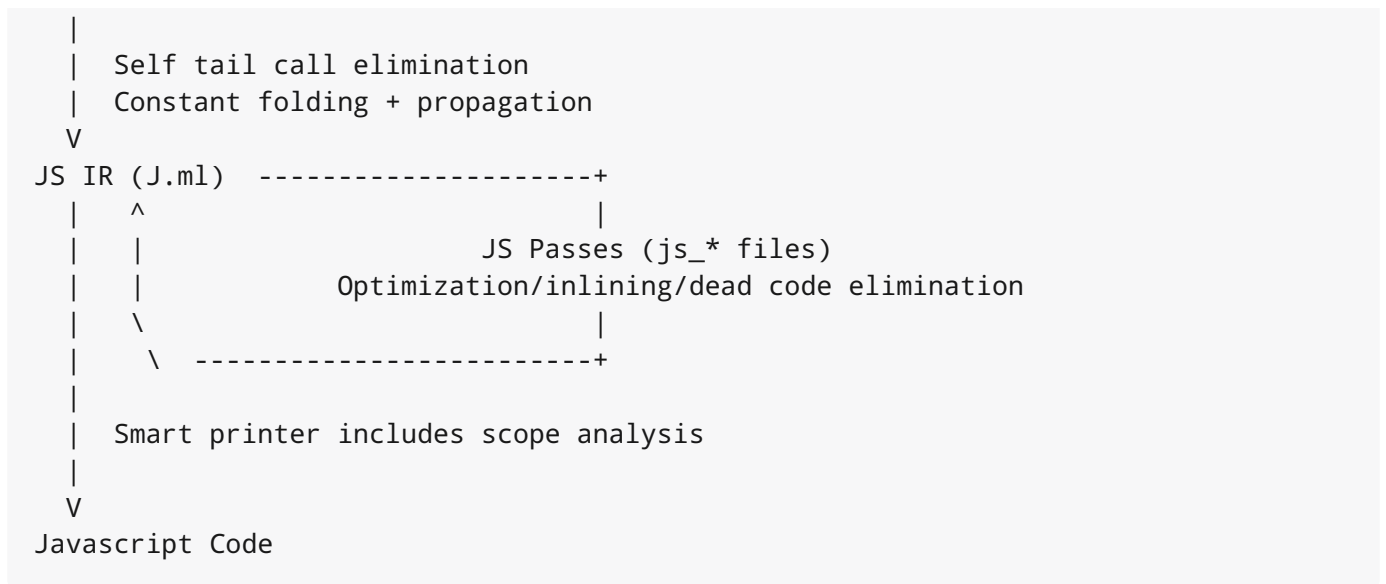 |
  |  Self tail call elimination
  |  Constant folding + propagation
  V
JS IR (J.ml)  ---------------------+
  |   ^                            |
  |   |                     JS Passes (js_* files)
  |   |            Optimization/inlining/dead code elimination
  |   \                            |
  |    \  -------------------------+
  |
  |  Smart printer includes scope analysis
  |
  V
Javascript Code